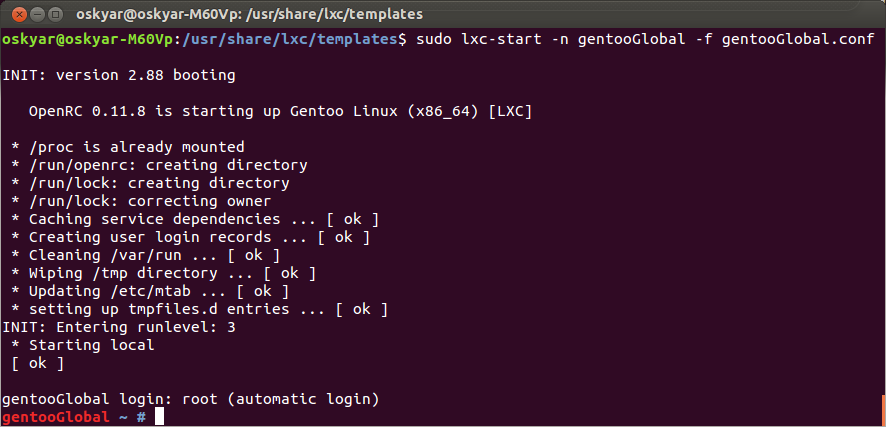 oskyar@oskyar-M60Vp: /usr/share/lxc/templates
oskyar@oskyar-M60Vp:/usr/share/lxc/templates$ sudo lxc-start -n gentooGlobal -f gentooGlobal.conf
INIT: version 2.88 booting
OpenRC 0.11.8 is starting up Gentoo Linux (x86_64) [LXC]
* /proc is already mounted
* /run/openrc: creating directory
* /run/lock: creating directory
* /run/lock: correcting owner
* Caching service dependencies ... [ ok ]
* Creating user login records ... [ ok ]
* Cleaning /var/run ... [ ok ]
* Wiping /tmp directory ... [ ok ]
* Updating /etc/mtab ... [ ok ]
* setting up tmpfiles.d entries ... [ ok ]
INIT: Entering runlevel: 3
* Starting local
[ ok ]
gentooGlobal login: root (automatic login)
gentooGlobal ~ #